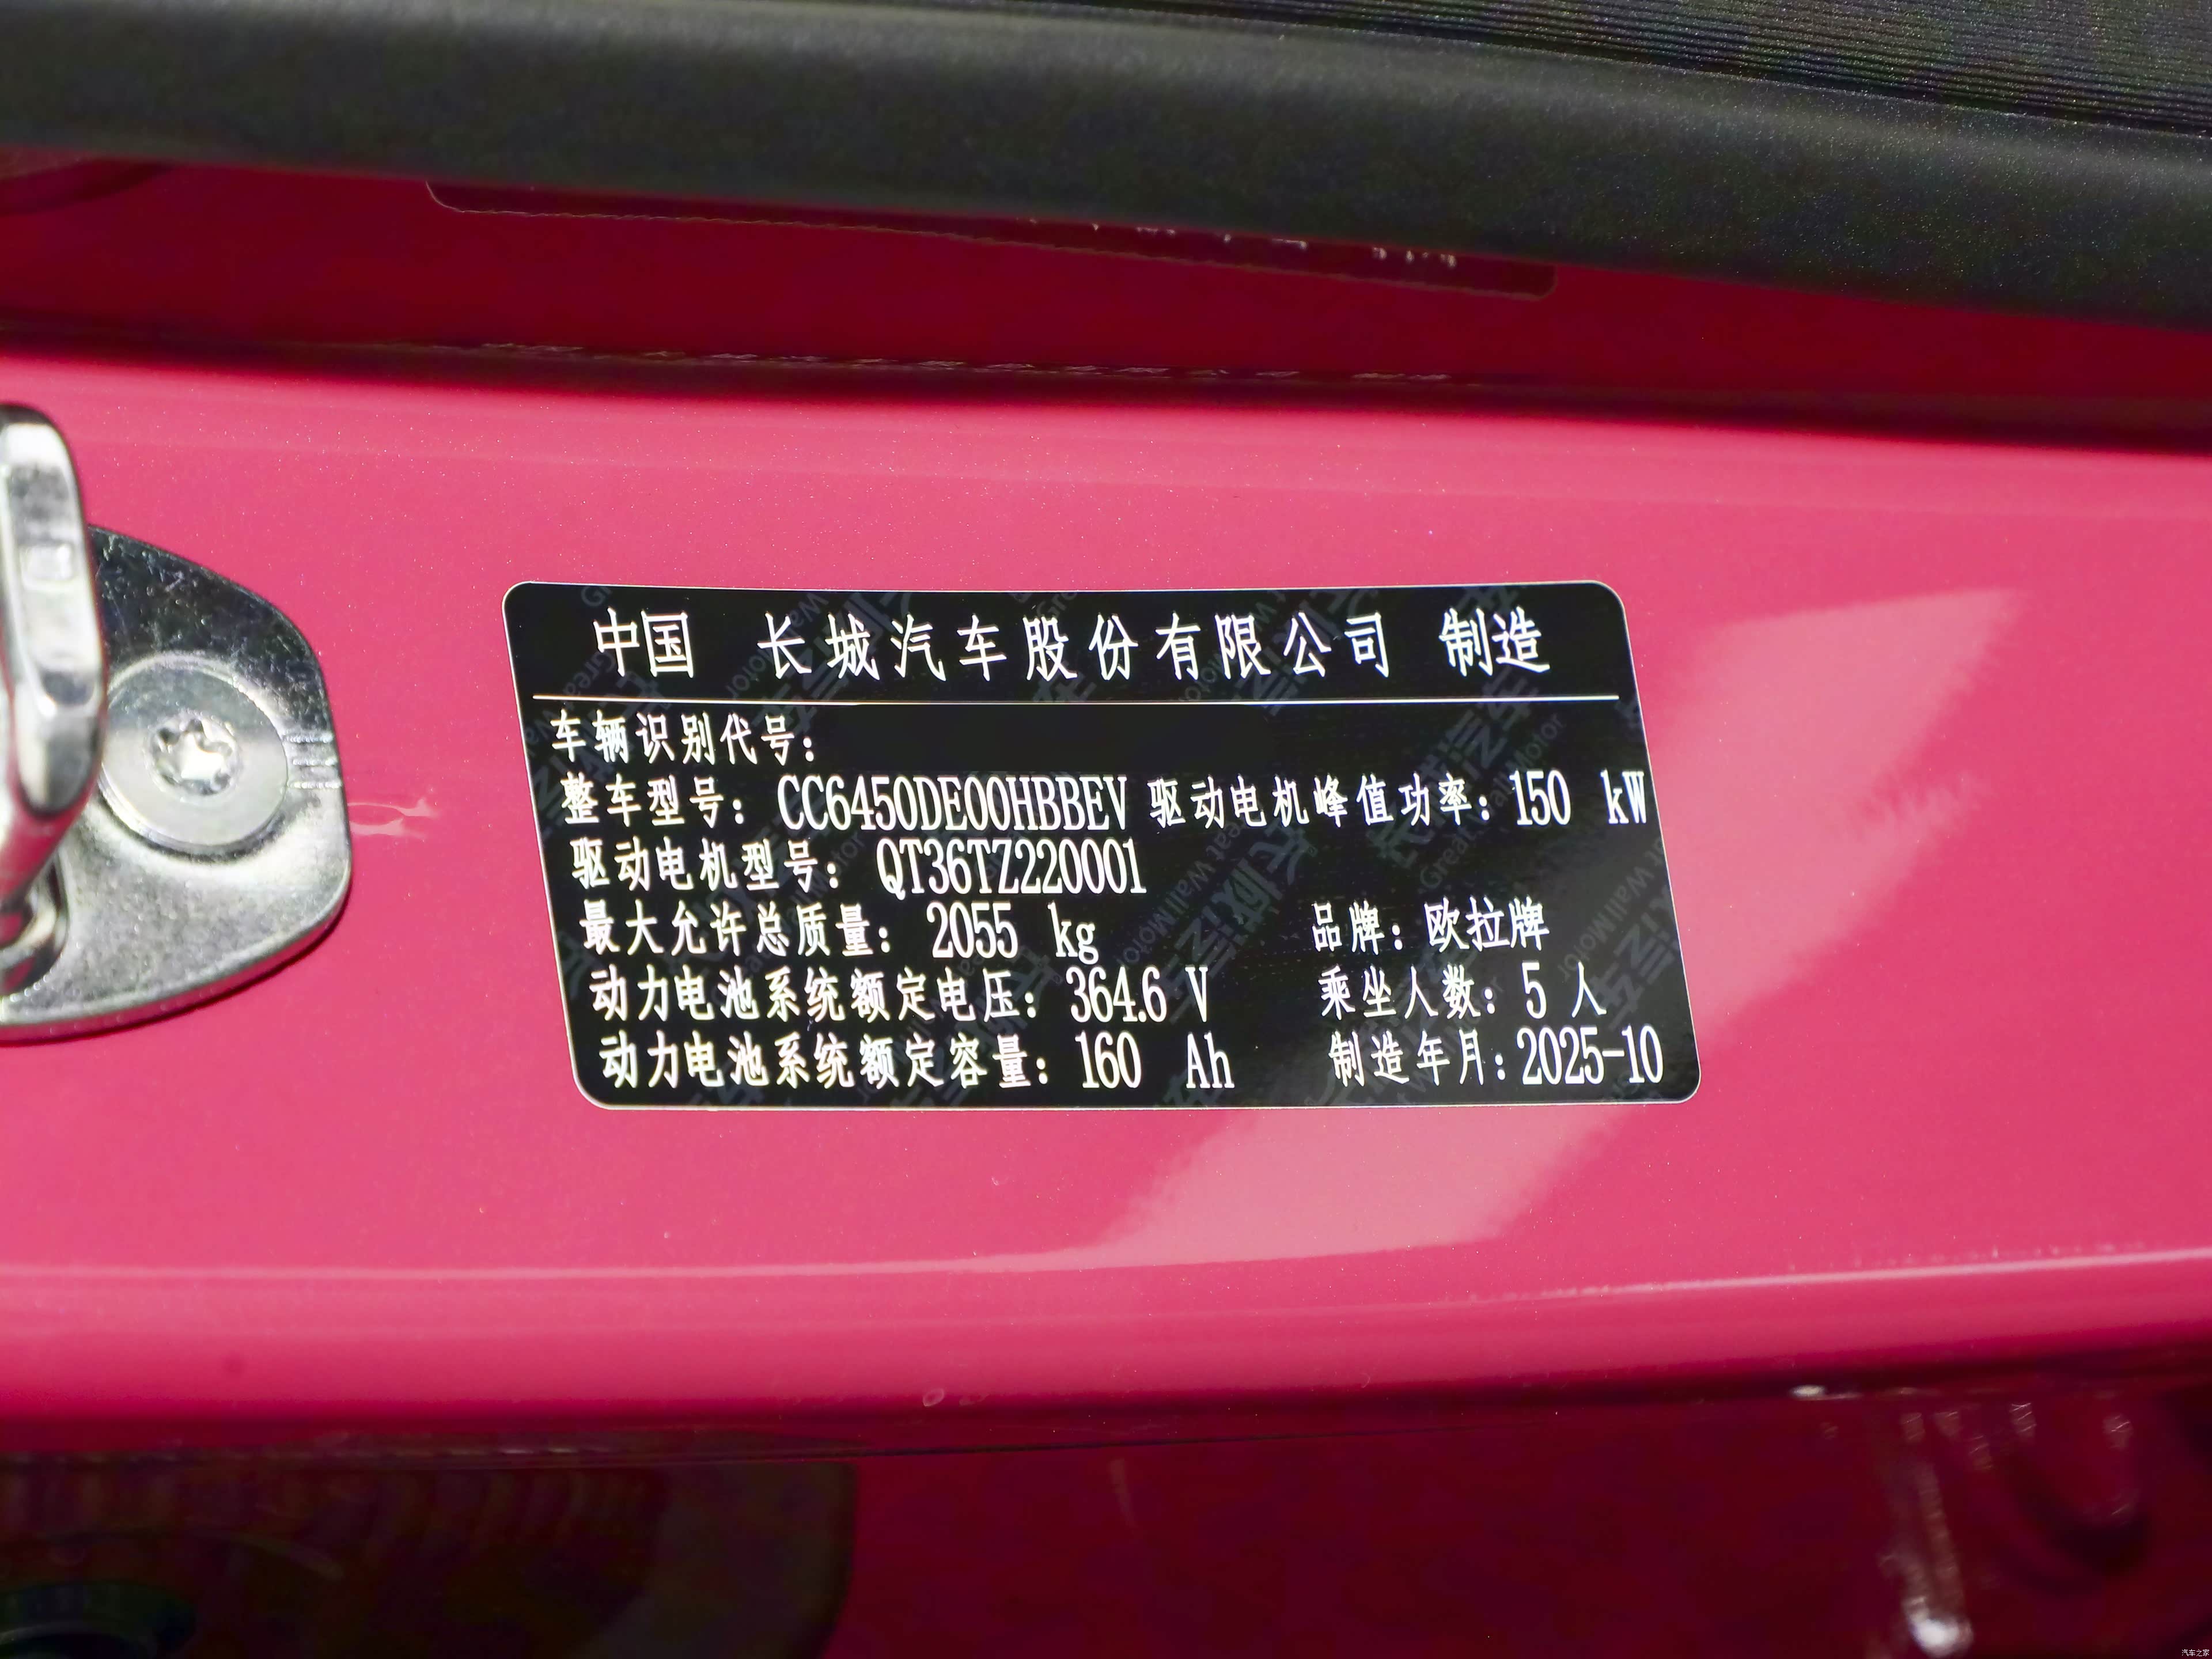 中国 长城汽车股份有限公司 制造
车辆识别代号：
整车型号： CC6450DE00HBBEV 驱动电机峰值功率：150 kW
驱动电机型号： QT36TZ220001
最大允许总质量： 2055 kg 品牌：欧拉牌
动力电池系统额定电压：364.6 V 乘坐人数：5 人
动力电池系统额定容量：160 Ah 制造年月：2025-10
汽车之家